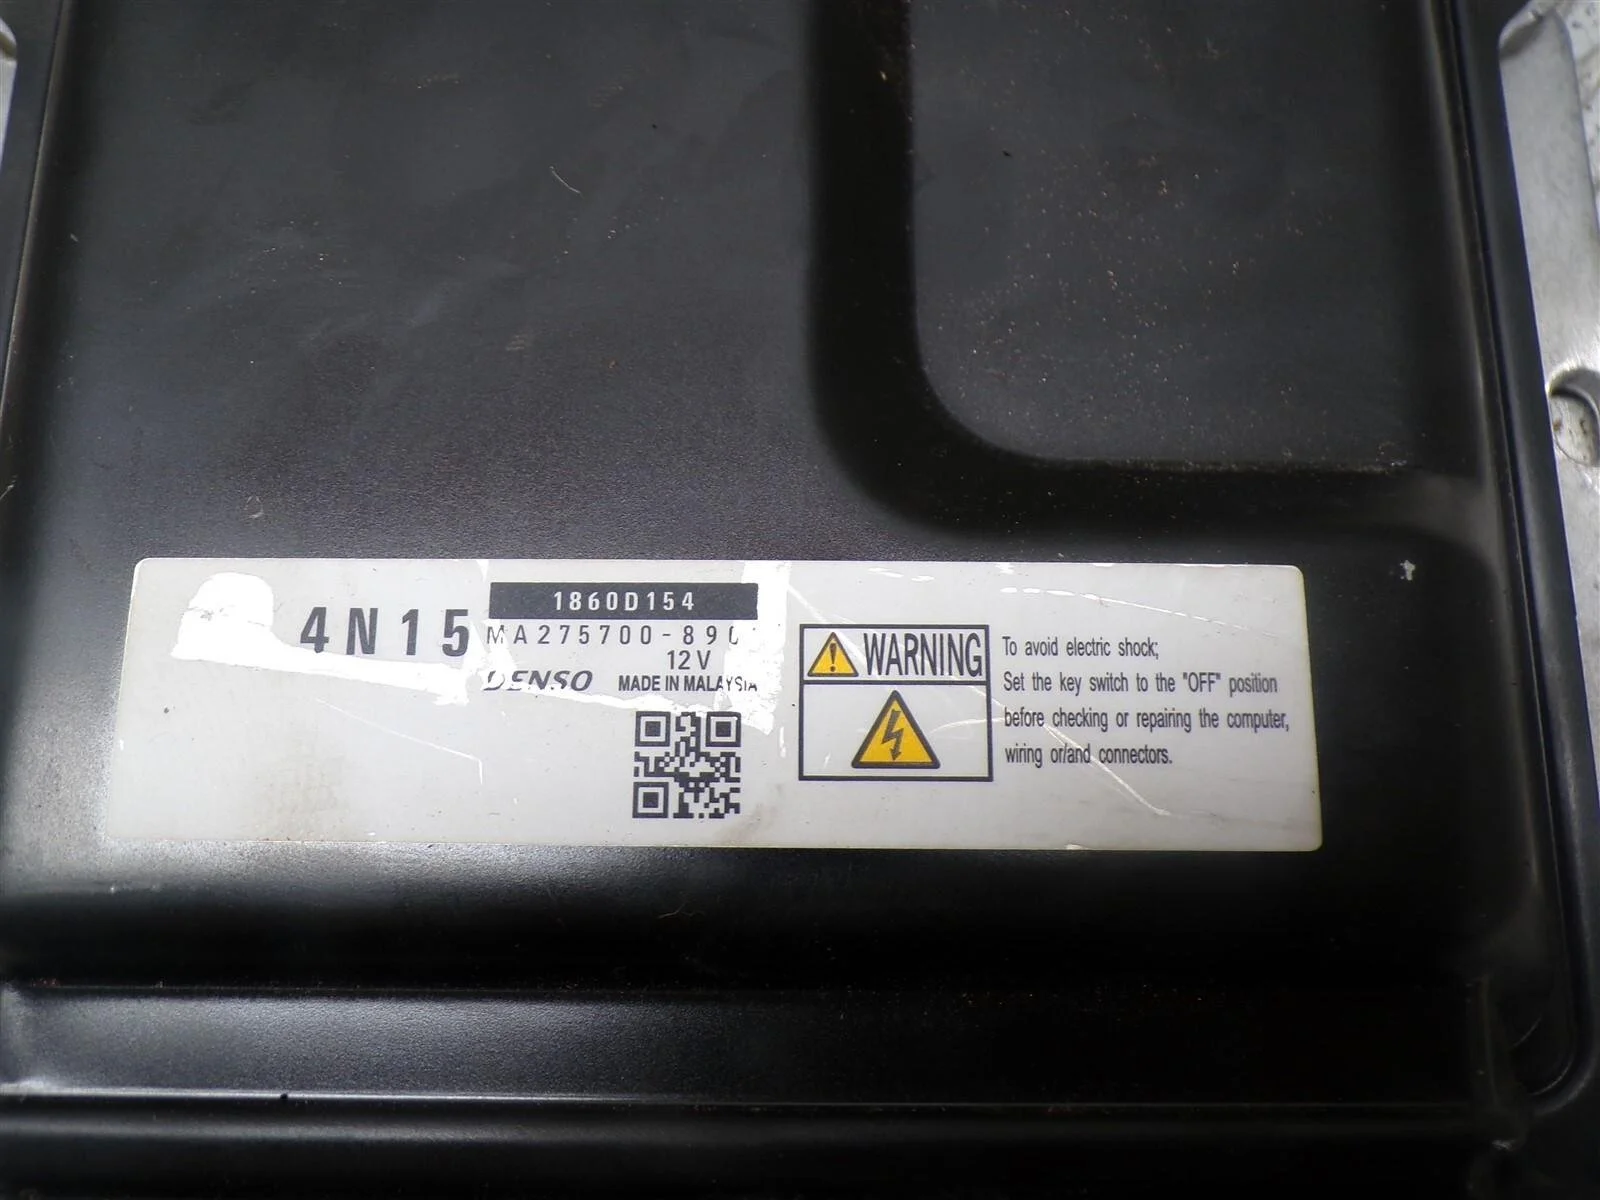 4N15
1860D154
MA275700-890
12V
DENSO MADE IN MALAYSIA
WARNING
To avoid electric shock;
Set the key switch to the "OFF" position
before checking or repairing the computer,
wiring or/and connectors.